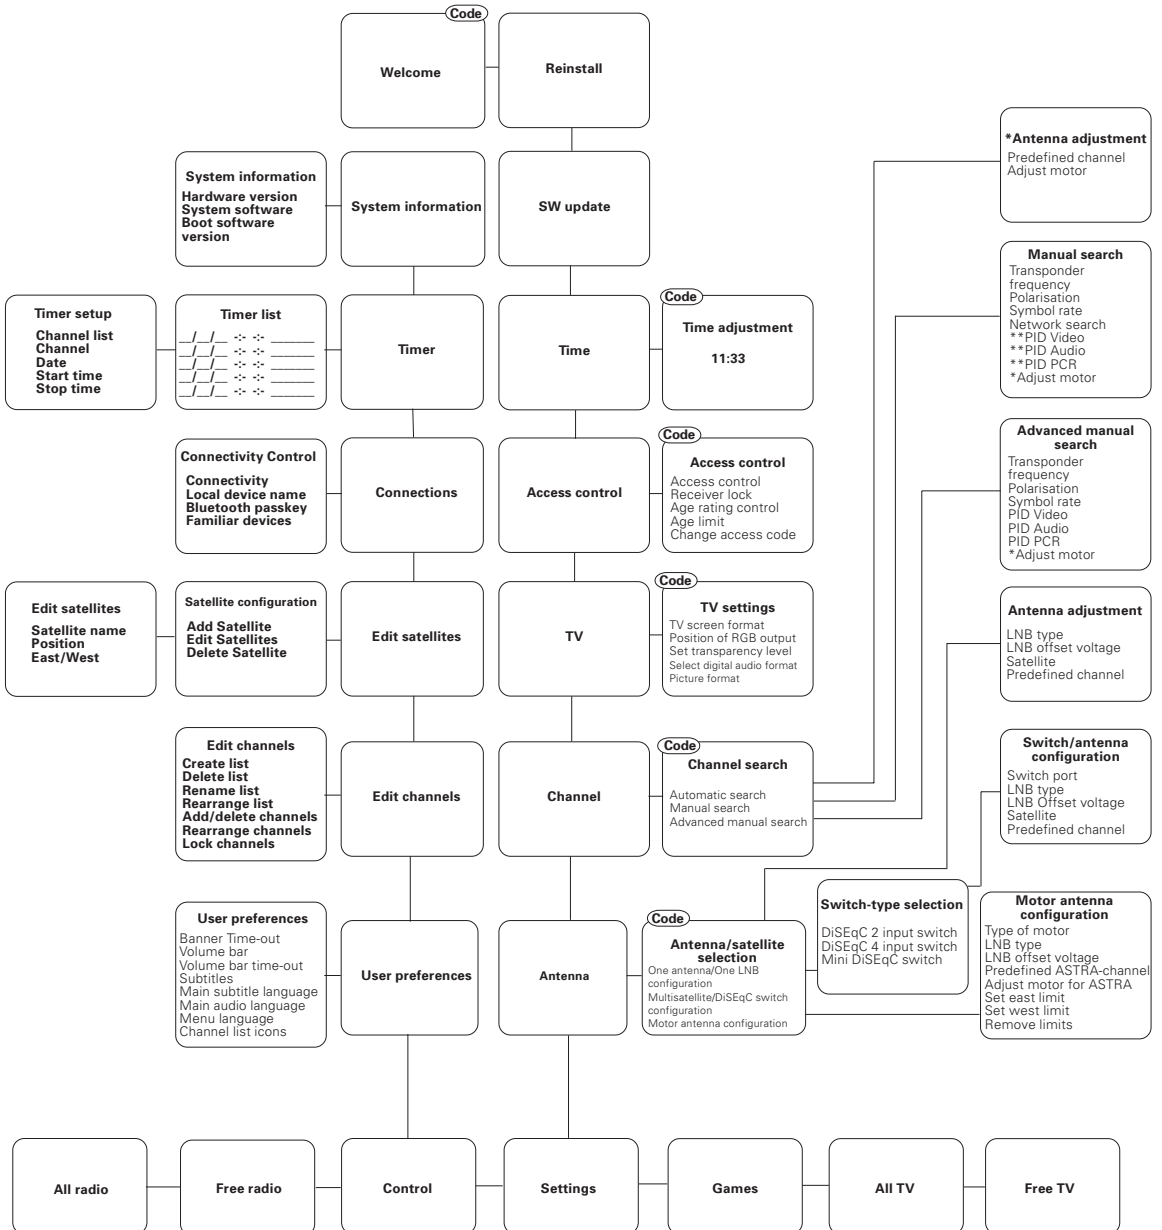 Code
Welcome
Reinstall
*Antenna adjustment
Predefined channel
Adjust motor
System information
Hardware version
System software
Boot software
version
System information
SW update
Manual search
Transponder
frequency
Polarisation
Symbol rate
Network search
**PID Video
**PID Audio
**PID PCR
*Adjust motor
Timer setup
Channel list
Channel
Date
Start time
Stop time
Timer list
__/__/__ -:- -:- ______
__/__/__ -:- -:- ______
__/__/__ -:- -:- ______
__/__/__ -:- -:- ______
__/__/__ -:- -:- ______
Timer
Time
Code
Time adjustment
11:33
Connectivity Control
Connectivity
Local device name
Bluetooth passkey
Familiar devices
Connections
Access control
Code
Access control
Access control
Receiver lock
Age rating control
Age limit
Change access code
Advanced manual
search
Transponder
frequency
Polarisation
Symbol rate
PID Video
PID Audio
PID PCR
*Adjust motor
Edit satellites
Satellite name
Position
East/West
Satellite configuration
Add Satellite
Edit Satellites
Delete Satellite
Edit satellites
TV
Code
TV settings
TV screen format
Position of RGB output
Set transparency level
Select digital audio format
Picture format
Antenna adjustment
LNB type
LNB offset voltage
Satellite
Predefined channel
Edit channels
Create list
Delete list
Rename list
Rearrange list
Add/delete channels
Rearrange channels
Lock channels
Edit channels
Channel
Code
Channel search
Automatic search
Manual search
Advanced manual search
Switch/antenna
configuration
Switch port
LNB type
LNB Offset voltage
Satellite
Predefined channel
User preferences
Banner Time-out
Volume bar
Volume bar time-out
Subtitles
Main subtitle language
Main audio language
Menu language
Channel list icons
User preferences
Antenna
Code
Antenna/satellite
selection
One antenna/One LNB
configuration
Multisatellite/DiSEqC switch
configuration
Motor antenna configuration
Switch-type selection
DiSEqC 2 input switch
DiSEqC 4 input switch
Mini DiSEqC switch
Motor antenna
configuration
Type of motor
LNB type
LNB offset voltage
Predefined ASTRA-channel
Adjust motor for ASTRA
Set east limit
Set west limit
Remove limits
All radio
Free radio
Control
Settings
Games
All TV
Free TV